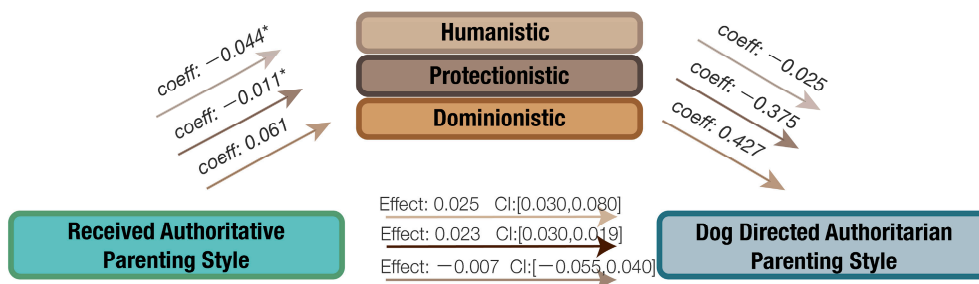 Humanistic
Protectionistic
Dominionistic
coeff: −0.044*
coeff: −0.011*
coeff: 0.061
coeff: −0.025
coeff: −0.375
coeff: 0.427
Received Authoritative
Parenting Style
Effect: 0.025 CI:[0.030,0.080]
Effect: 0.023 CI:[0.030,0.019]
Effect: −0.007 CI:[−0.055,0.040]
Dog Directed Authoritarian
Parenting Style